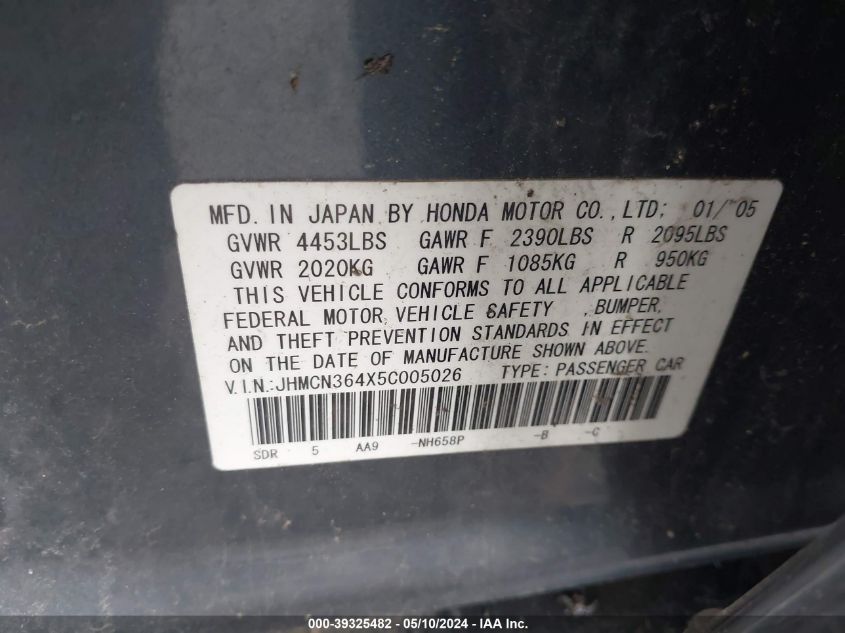 MFD. IN JAPAN BY HONDA MOTOR CO., LTD; 01/'05
GVWR 4453LBS GAWR F 2390LBS R 2095LBS
GVWR 2020KG GAWR F 1085KG R 950KG
THIS VEHICLE CONFORMS TO ALL APPLICABLE
FEDERAL MOTOR VEHICLE SAFETY , BUMPER,
AND THEFT PREVENTION STANDARDS IN EFFECT
ON THE DATE OF MANUFACTURE SHOWN ABOVE.
V.I.N.:JHMCN364X5C005026 TYPE: PASSENGER CAR
SDR 5 AA9 -NH658P -B -C
000-39325482 - 05/10/2024 - IAAI Inc.